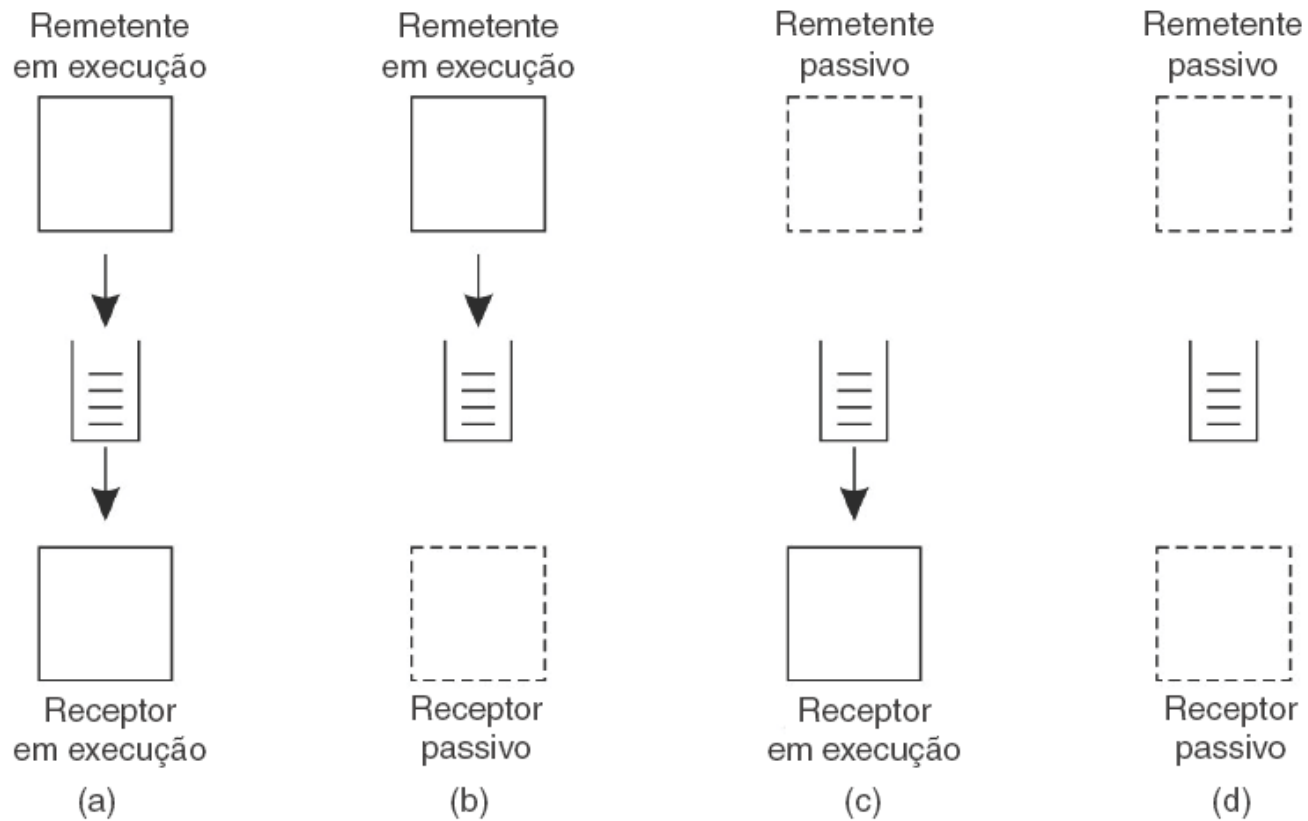 Remetente
em execução
Remetente
em execução
Remetente
passivo
Remetente
passivo
Receptor
em execução
Receptor
passivo
Receptor
em execução
Receptor
passivo
(a)
(b)
(c)
(d)